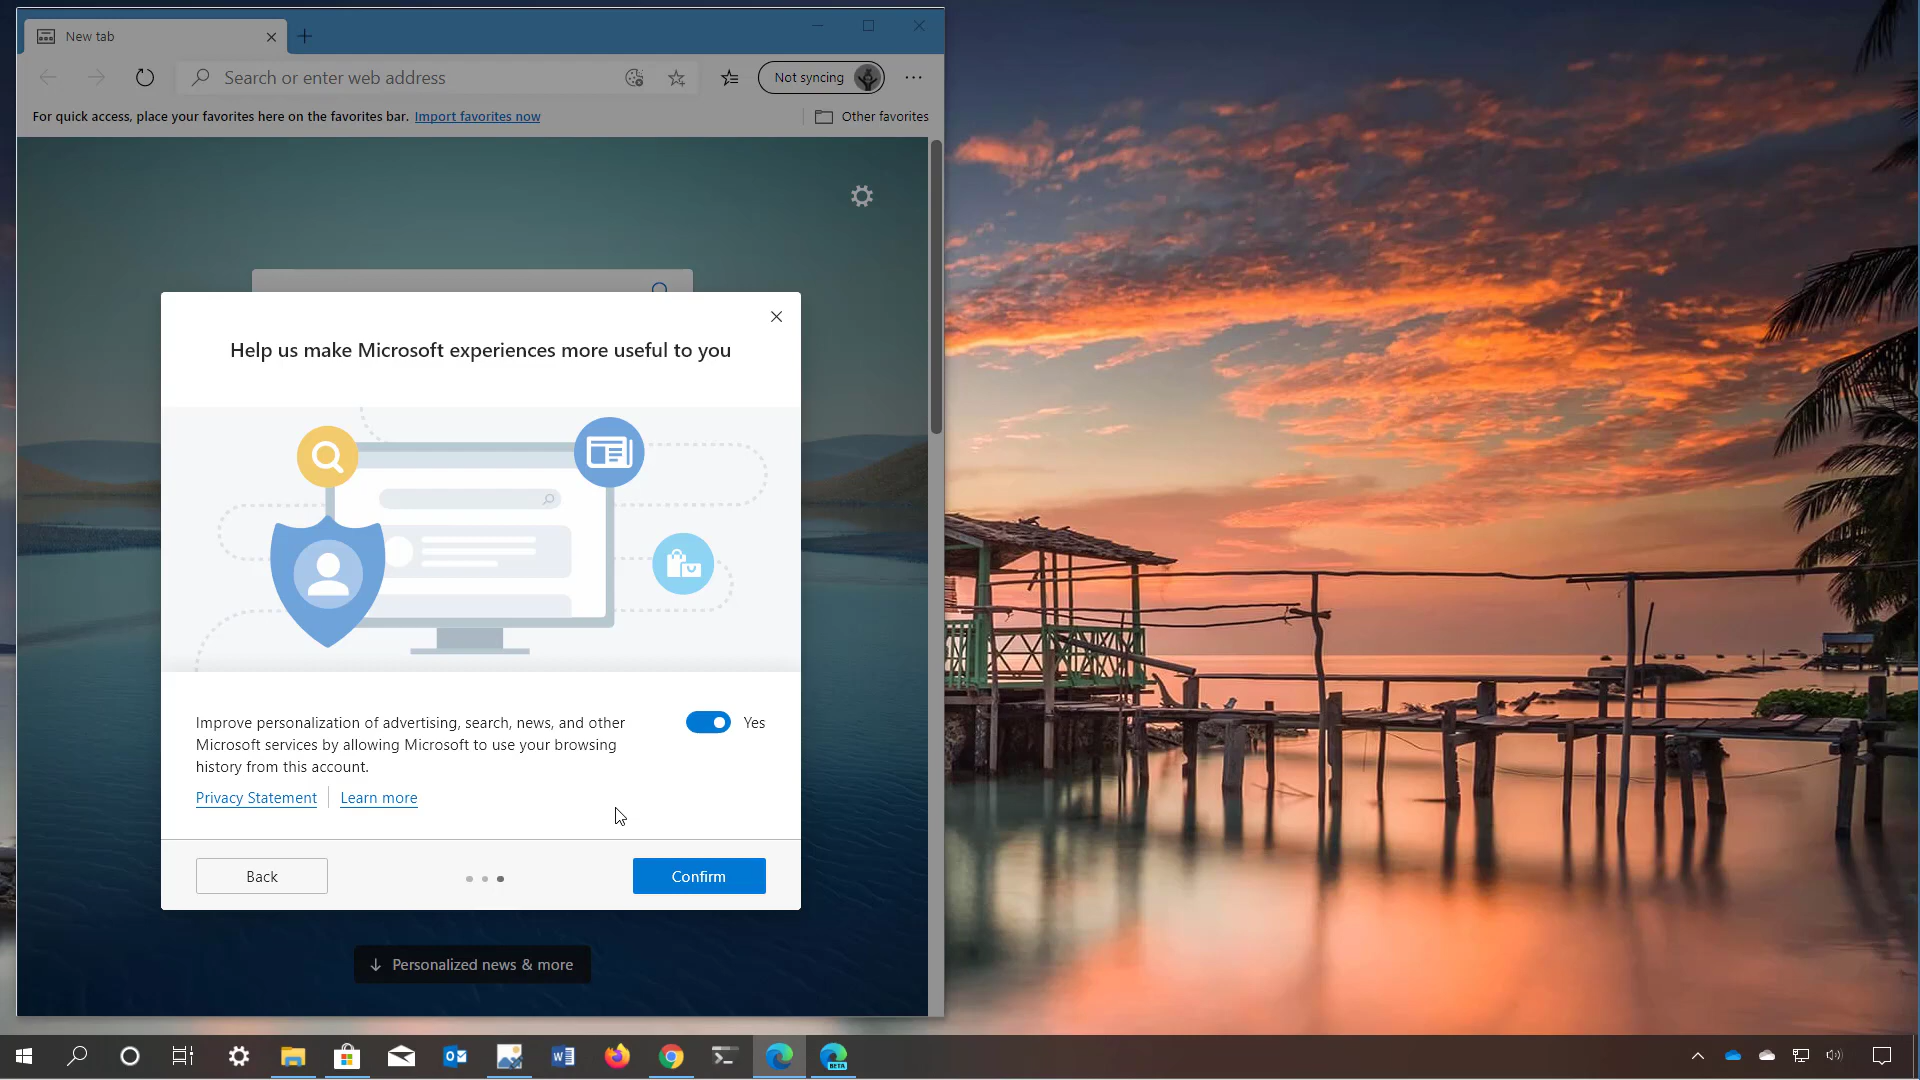 New tab
Search or enter web address
Not syncing
For quick access, place your favorites here on the favorites bar. Import favorites now
Other favorites
Help us make Microsoft experiences more useful to you
Improve personalization of advertising, search, news, and other
Microsoft services by allowing Microsoft to use your browsing
history from this account.
Yes
Privacy Statement
Learn more
Back
Confirm
Personalized news & more
BETA